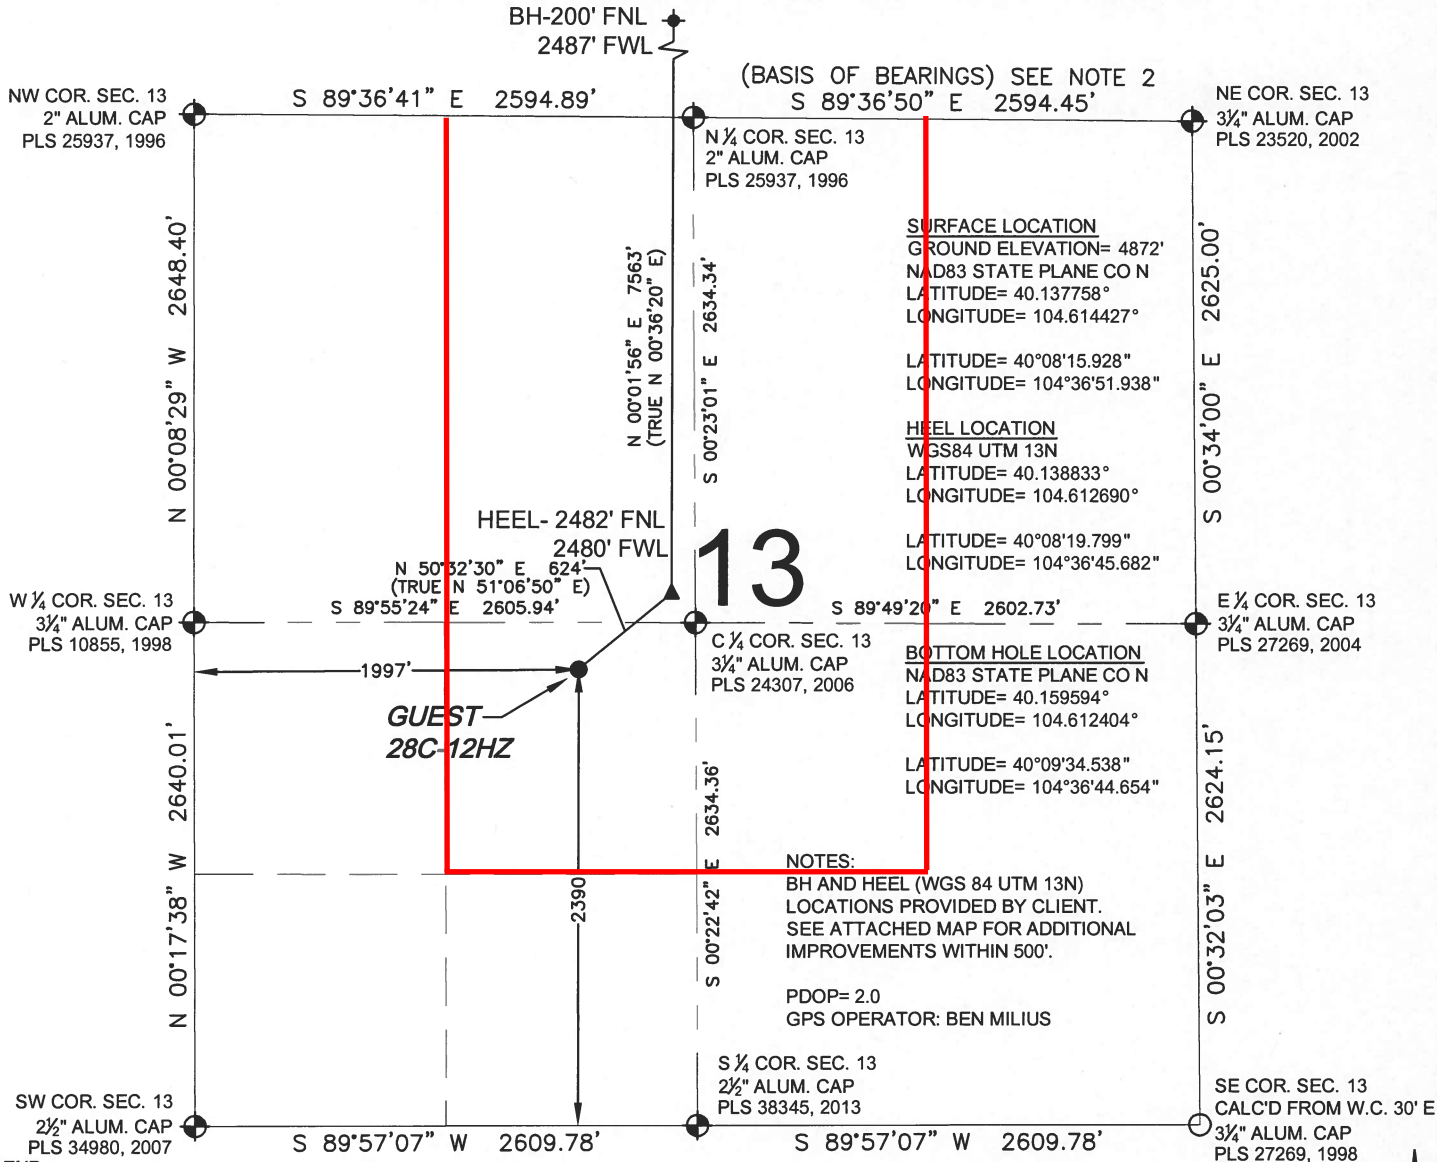 BH-200' FNL
2487' FWL
(BASIS OF BEARINGS) SEE NOTE 2
S 89°36'41" E 2594.89'
S 89°36'50" E 2594.45'
NW COR. SEC. 13
2" ALUM. CAP
PLS 25937, 1996
N ¼ COR. SEC. 13
2" ALUM. CAP
PLS 25937, 1996
NE COR. SEC. 13
3¼" ALUM. CAP
PLS 23520, 2002
N 00°08'29" W 2648.40'
N 00°01'56" E 7563'
(TRUE N 00°36'20" E)
S 00°23'01" E 2634.34'
SURFACE LOCATION
GROUND ELEVATION= 4872'
NAD83 STATE PLANE CO N
LATITUDE= 40.137758°
LONGITUDE= 104.614427°
LATITUDE= 40°08'15.928"
LONGITUDE= 104°36'51.938"
HEEL LOCATION
WGS84 UTM 13N
LATITUDE= 40.138833°
LONGITUDE= 104.612690°
LATITUDE= 40°08'19.799"
LONGITUDE= 104°36'45.682"
S 00°34'00" E 2625.00'
HEEL- 2482' FNL
2480' FWL
13
N 50°32'30" E 624'
(TRUE N 51°06'50" E)
S 89°55'24" E 2605.94'
S 89°49'20" E 2602.73'
W ¼ COR. SEC. 13
3¼" ALUM. CAP
PLS 10855, 1998
C ¼ COR. SEC. 13
3¼" ALUM. CAP
PLS 24307, 2006
E ¼ COR. SEC. 13
3¼" ALUM. CAP
PLS 27269, 2004
1997'
GUEST
28C-12HZ
BOTTOM HOLE LOCATION
NAD83 STATE PLANE CO N
LATITUDE= 40.159594°
LONGITUDE= 104.612404°
LATITUDE= 40°09'34.538"
LONGITUDE= 104°36'44.654"
N 00°17'38" W 2640.01'
2390
S 00°22'42" E 2634.36'
S 00°32'03" E 2624.15'
NOTES:
BH AND HEEL (WGS 84 UTM 13N)
LOCATIONS PROVIDED BY CLIENT.
SEE ATTACHED MAP FOR ADDITIONAL
IMPROVEMENTS WITHIN 500'.
PDOP= 2.0
GPS OPERATOR: BEN MILIUS
SW COR. SEC. 13
2½" ALUM. CAP
PLS 34980, 2007
S ¼ COR. SEC. 13
2½" ALUM. CAP
PLS 38345, 2013
SE COR. SEC. 13
CALC'D FROM W.C. 30' E
3¼" ALUM. CAP
PLS 27269, 1998
S 89°57'07" W 2609.78'
S 89°57'07" W 2609.78'